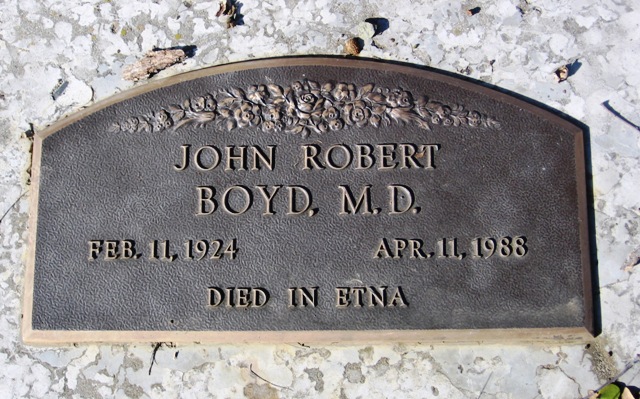 JOHN ROBERT
BOYD, M.D.
FEB. 11, 1924 APR. 11, 1988
DIED IN ETNA